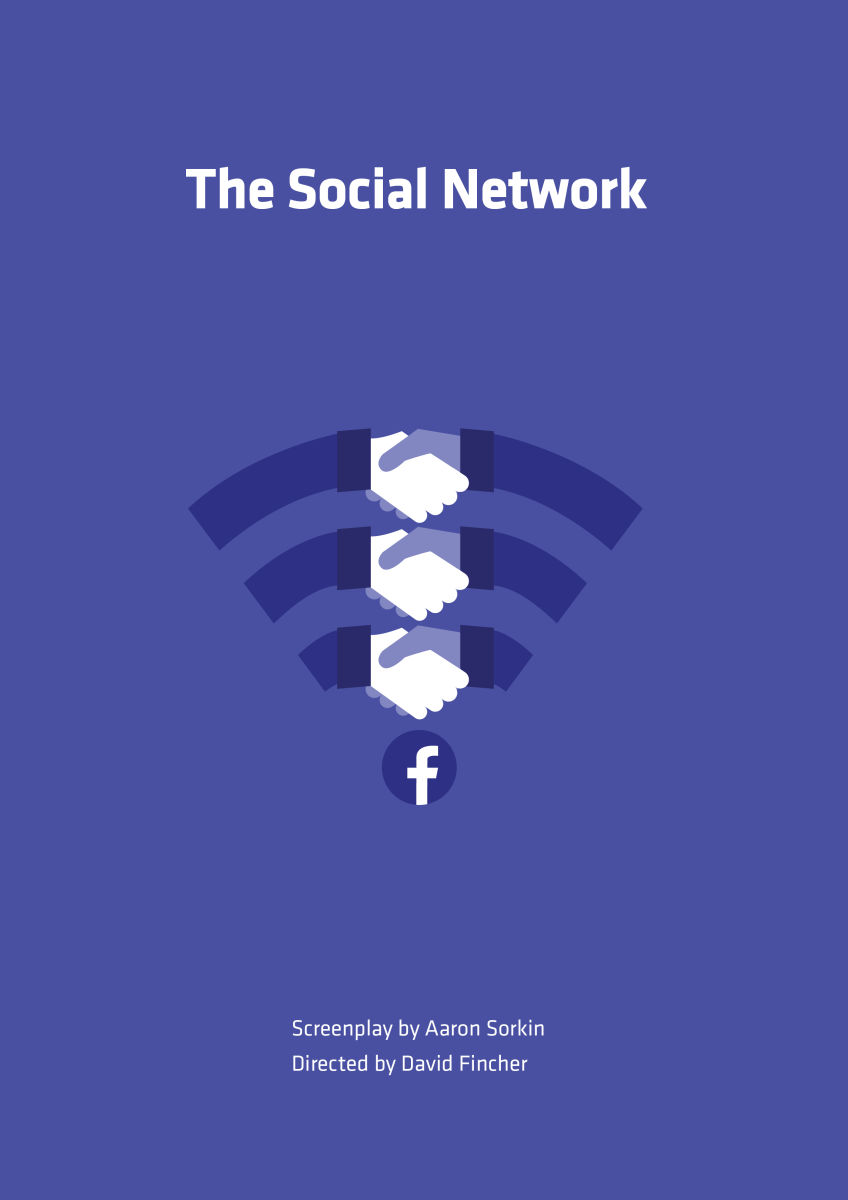 The Social Network
f
Screenplay by Aaron Sorkin
Directed by David Fincher